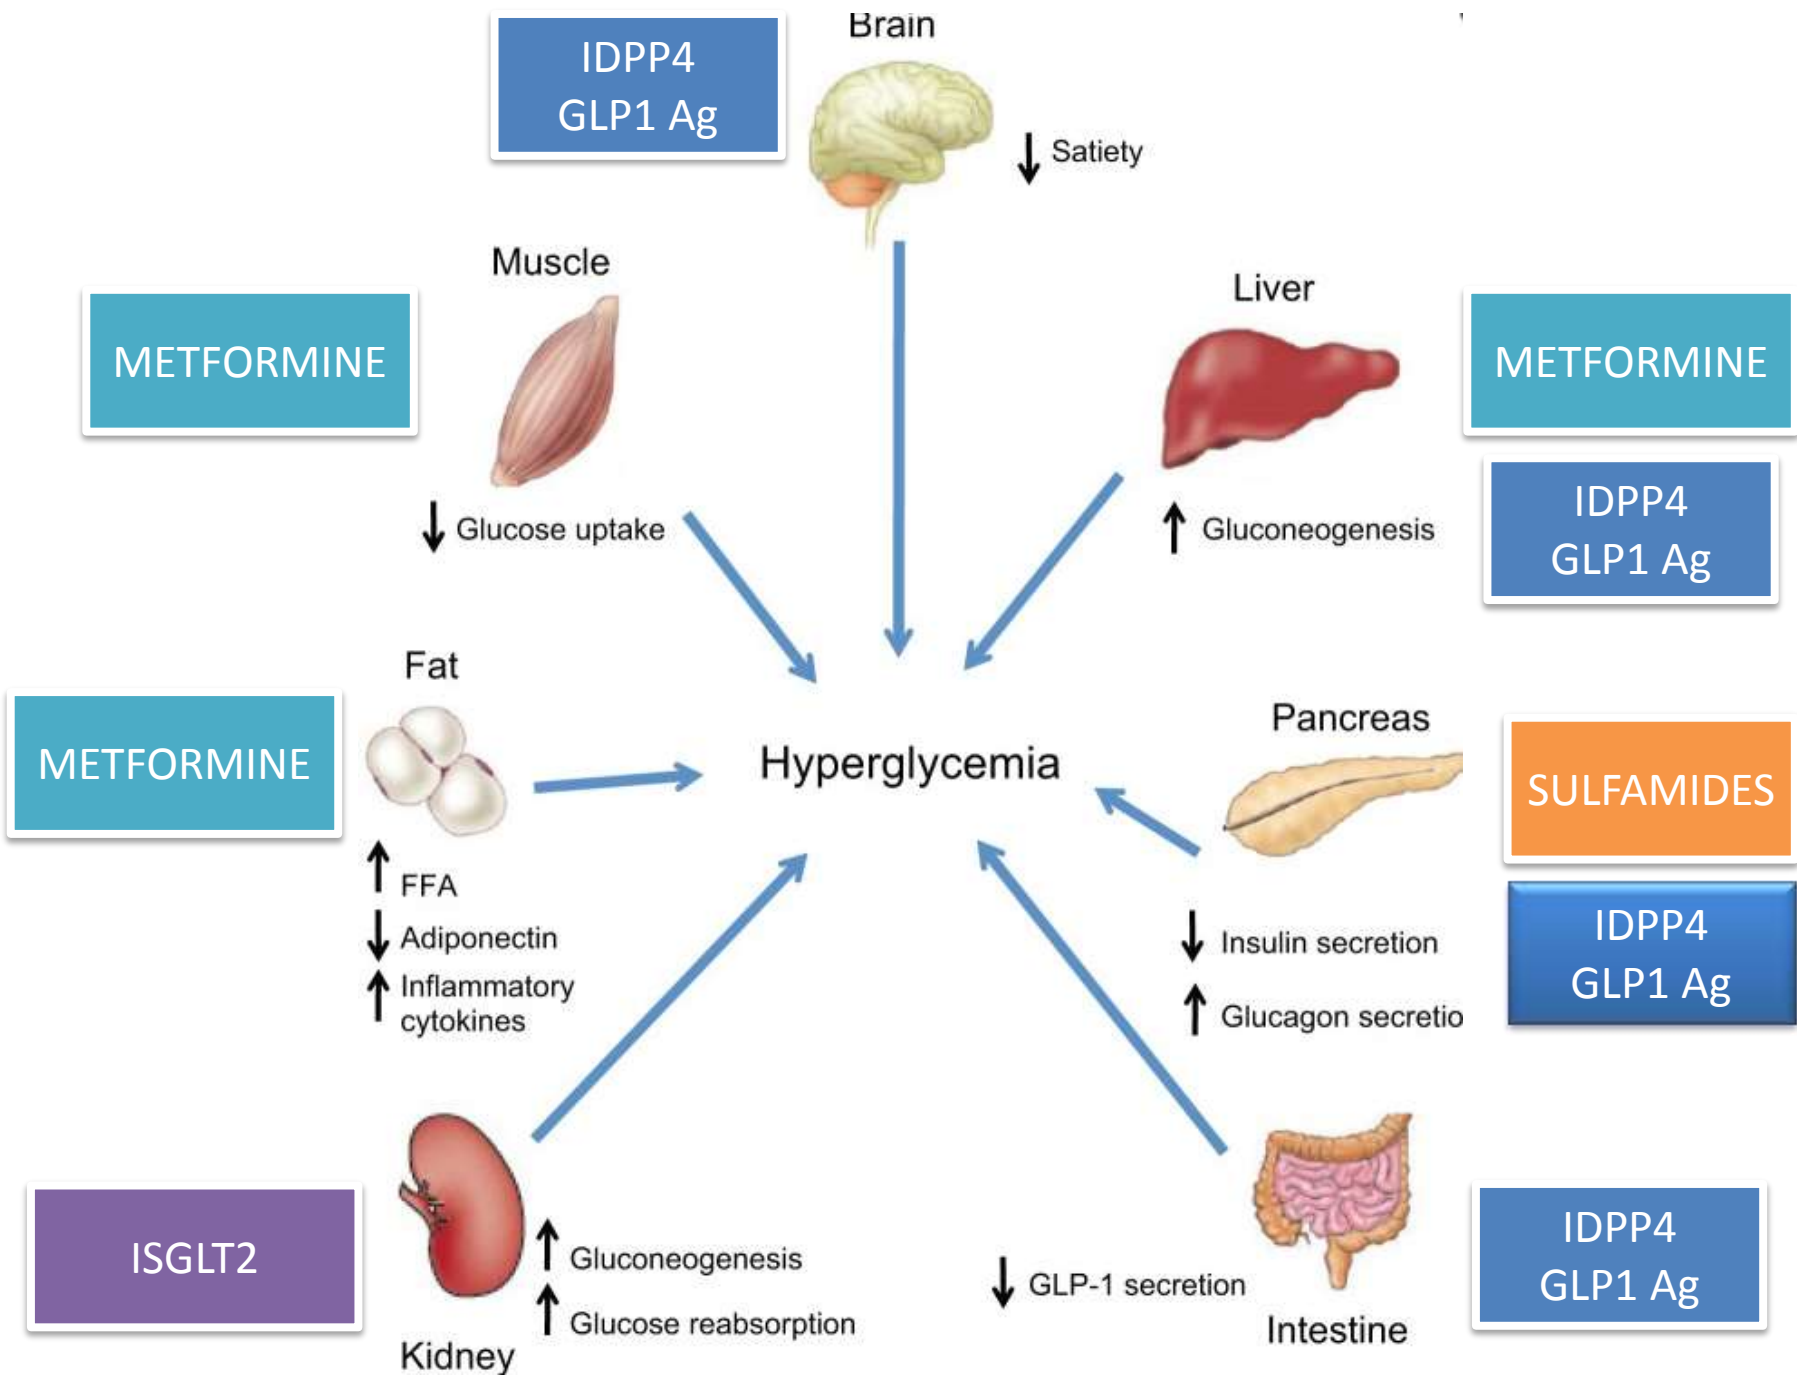 Brain
IDPP4
GLP1 Ag
Satiety
Muscle
METFORMINE
Glucose uptake
Liver
METFORMINE
Gluconeogenesis
IDPP4
GLP1 Ag
Fat
METFORMINE
FFA
Adiponectin
Inflammatory
cytokines
Hyperglycemia
Pancreas
SULFAMIDES
Insulin secretion
Glucagon secretio
IDPP4
GLP1 Ag
ISGLT2
Gluconeogenesis
Glucose reabsorption
Kidney
GLP-1 secretion
Intestine
IDPP4
GLP1 Ag